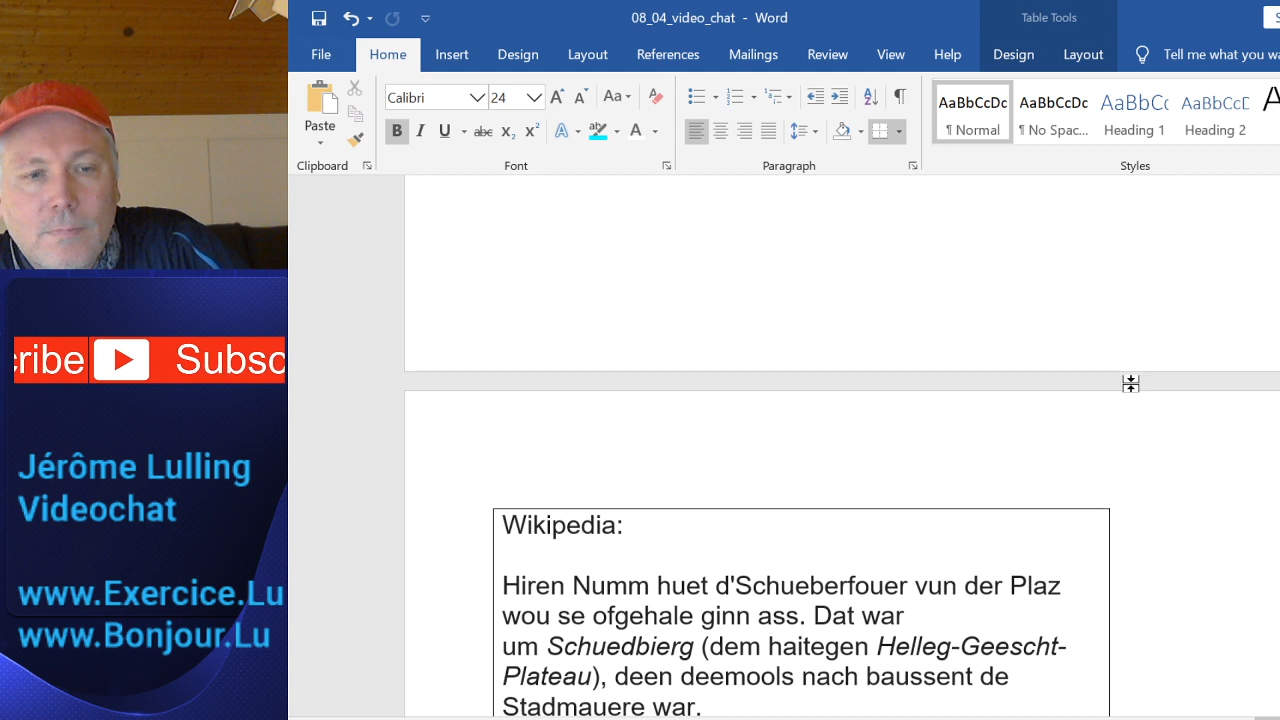 08_04_video_chat - Word
Table Tools
File Home Insert Design Layout References Mailings Review View Help Design Layout Tell me what you wa
Calibri 24
Paste
AaBbCcDc AaBbCcDc AaBbCc AaBbCcD
¶ Normal ¶ No Spac... Heading 1 Heading 2
Clipboard Font Paragraph Styles
cribe Subsc
Jérôme Lulling
Videochat
www.Exercice.Lu
www.Bonjour.Lu
Wikipedia:
Hiren Numm huet d'Schueberfouer vun der Plaz
wou se ofgehale ginn ass. Dat war
um Schuedbierg (dem haitegen Helleg-Geescht-
Plateau), deen deemools nach baussent de
Stadmauere war.